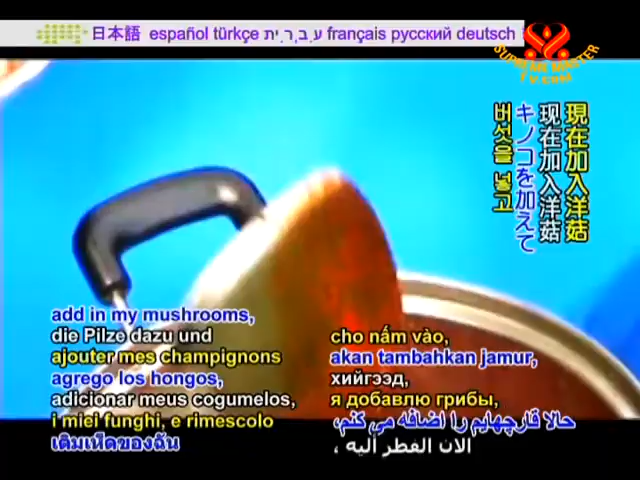 日本語 español türkçe עִבְרִית français русский deutsch
SUPREME MASTER
TV.COM
現在加入洋菇
现在加入洋菇
キノコを加えて
버섯을 넣고
add in my mushrooms,
die Pilze dazu und
ajouter mes champignons
agrego los hongos,
adicionar meus cogumelos,
i miei funghi, e rimescolo
เติมเห็ดของฉัน
cho nấm vào,
akan tambahkan jamur,
хийгээд,
я добавлю грибы,
حالا قارچهایم را اضافه می کنم،
الان الفطر اليه ،